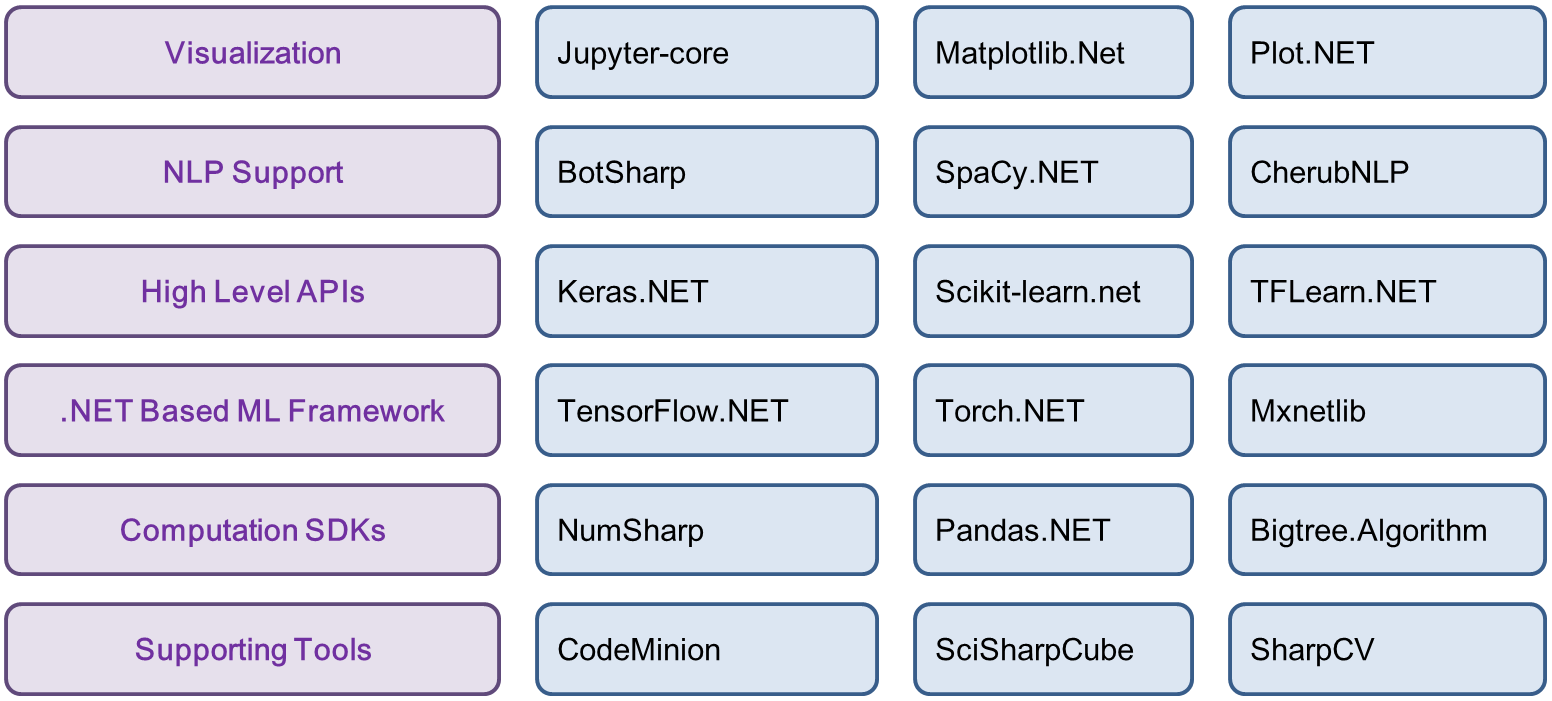 Visualization
Jupyter-core
Matplotlib.Net
Plot.NET
NLP Support
BotSharp
SpaCy.NET
CherubNLP
High Level APIs
Keras.NET
Scikit-learn.net
TFLearn.NET
.NET Based ML Framework
TensorFlow.NET
Torch.NET
Mxnetlib
Computation SDKs
NumSharp
Pandas.NET
Bigtree.Algorithm
Supporting Tools
CodeMinion
SciSharpCube
SharpCV